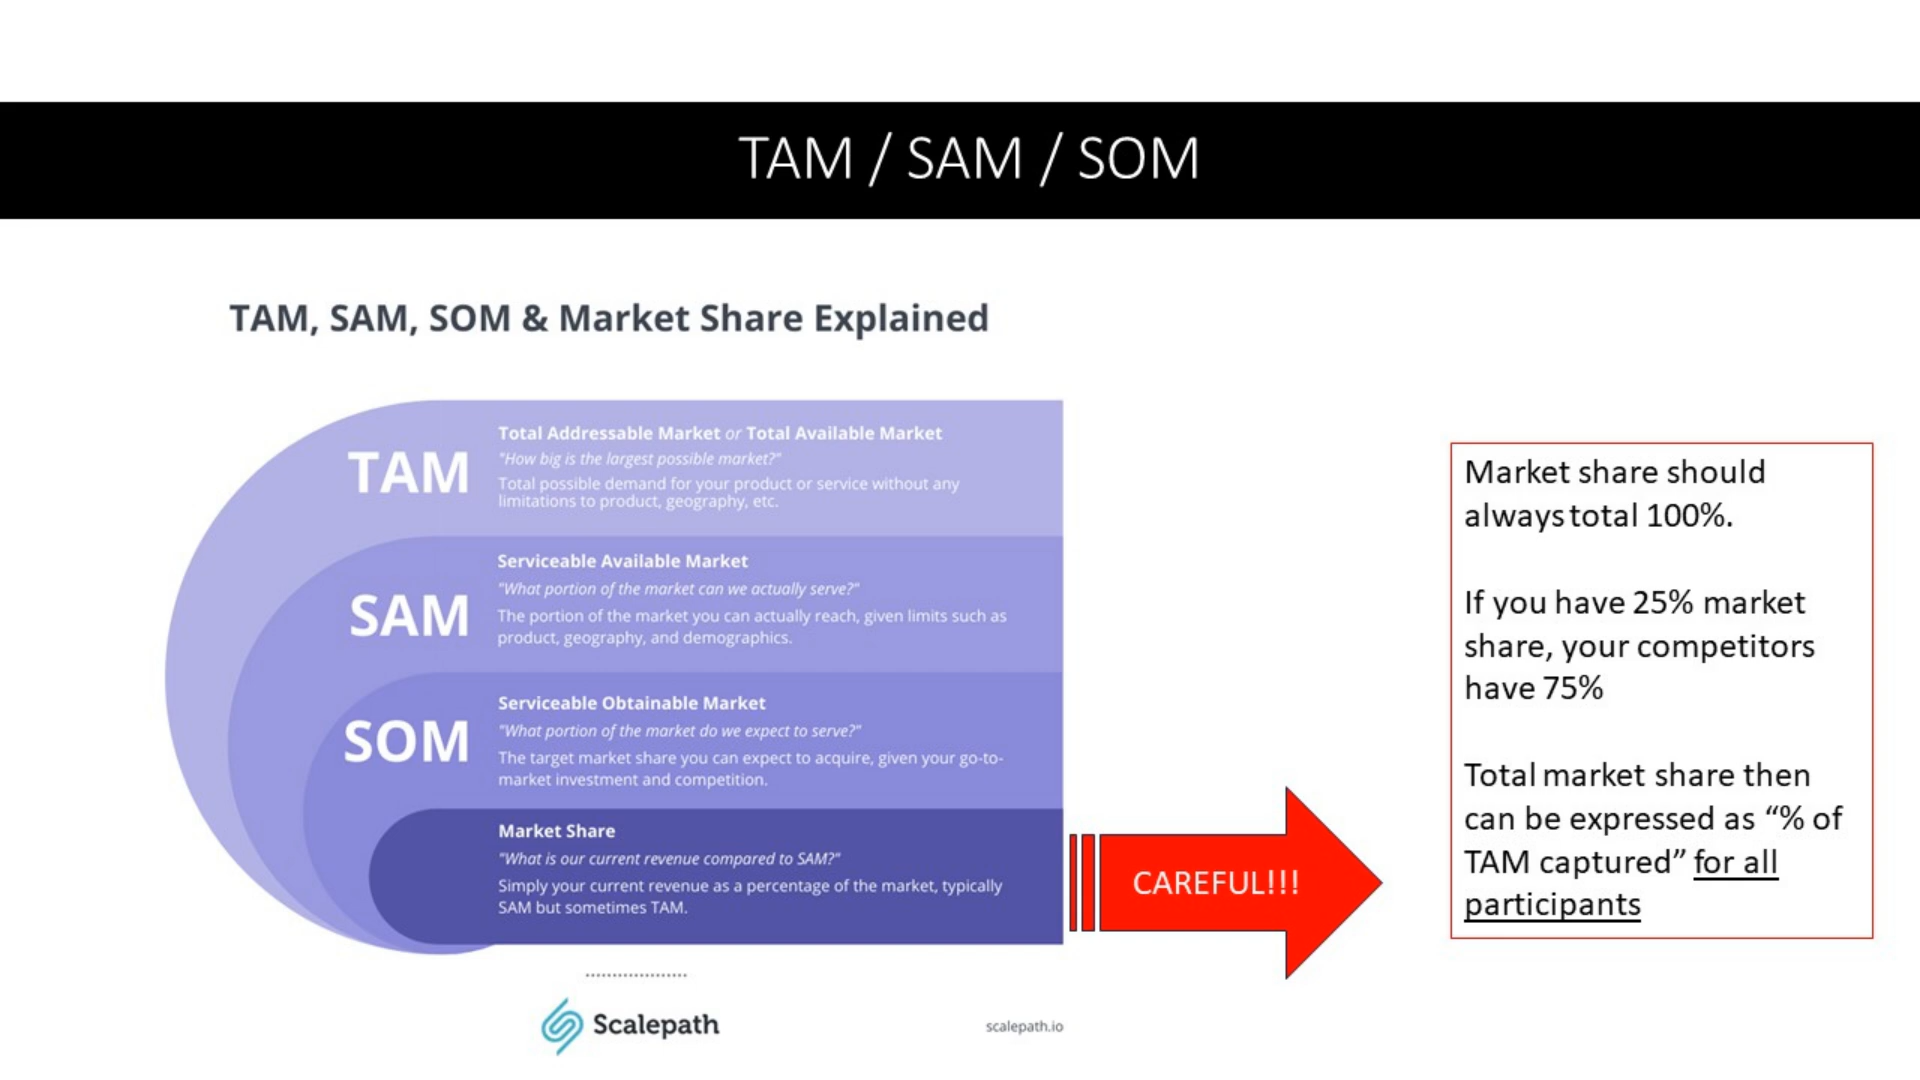 TAM / SAM / SOM
TAM, SAM, SOM & Market Share Explained
TAM
Total Addressable Market or Total Available Market
"How big is the largest possible market?"
Total possible demand for your product or service without any
limitations to product, geography, etc.
SAM
Serviceable Available Market
"What portion of the market can we actually serve?"
The portion of the market you can actually reach, given limits such as
product, geography, and demographics.
SOM
Serviceable Obtainable Market
"What portion of the market do we expect to serve?"
The target market share you can expect to acquire, given your go-to-
market investment and competition.
Market Share
"What is our current revenue compared to SAM?"
Simply your current revenue as a percentage of the market, typically
SAM but sometimes TAM.
CAREFUL!!!
Market share should
always total 100%.
If you have 25% market
share, your competitors
have 75%
Total market share then
can be expressed as “% of
TAM captured” for all
participants
Scalepath
scalepath.io